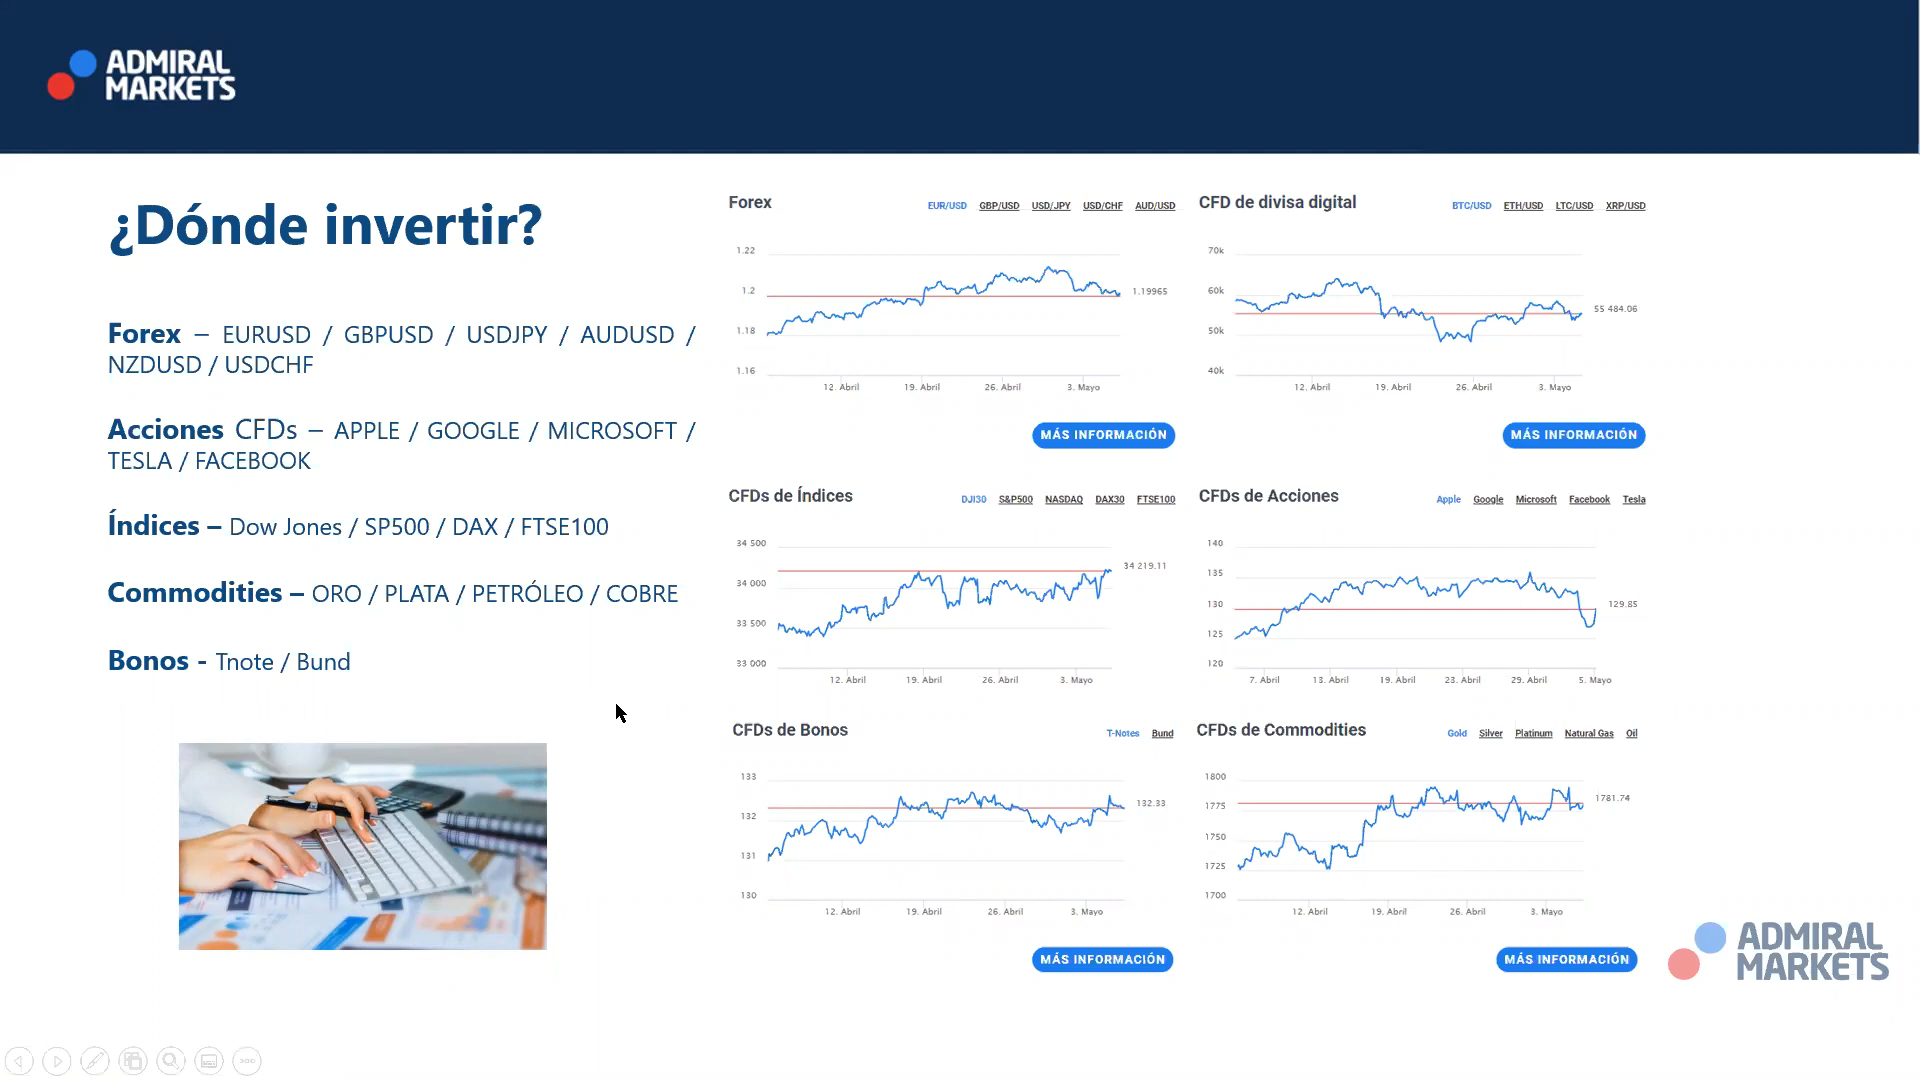 ADMIRAL
MARKETS
¿Dónde invertir?
Forex – EURUSD / GBPUSD / USDJPY / AUDUSD /
NZDUSD / USDCHF
Acciones CFDs – APPLE / GOOGLE / MICROSOFT /
TESLA / FACEBOOK
Índices – Dow Jones / SP500 / DAX / FTSE100
Commodities – ORO / PLATA / PETRÓLEO / COBRE
Bonos - Tnote / Bund
Forex
EUR/USD GBP/USD USD/JPY USD/CHF AUD/USD
1.22
1.2
1.18
1.16
1.19965
12. Abril 19. Abril 26. Abril 3. Mayo
MÁS INFORMACIÓN
CFD de divisa digital
BTC/USD ETH/USD LTC/USD XRP/USD
70k
60k
50k
40k
55 484.06
12. Abril 19. Abril 26. Abril 3. Mayo
MÁS INFORMACIÓN
CFDs de Índices
DJI30 S&P500 NASDAQ DAX30 FTSE100
34 500
34 000
33 500
33 000
34 219.11
12. Abril 19. Abril 26. Abril 3. Mayo
CFDs de Acciones
Apple Google Microsoft Facebook Tesla
140
135
130
125
120
129.85
7. Abril 13. Abril 19. Abril 23. Abril 29. Abril 5. Mayo
CFDs de Bonos
T-Notes Bund
133
132
131
130
132.33
12. Abril 19. Abril 26. Abril 3. Mayo
MÁS INFORMACIÓN
CFDs de Commodities
Gold Silver Platinum Natural Gas Oil
1800
1775
1750
1725
1700
1781.74
12. Abril 19. Abril 26. Abril 3. Mayo
MÁS INFORMACIÓN
ADMIRAL
MARKETS